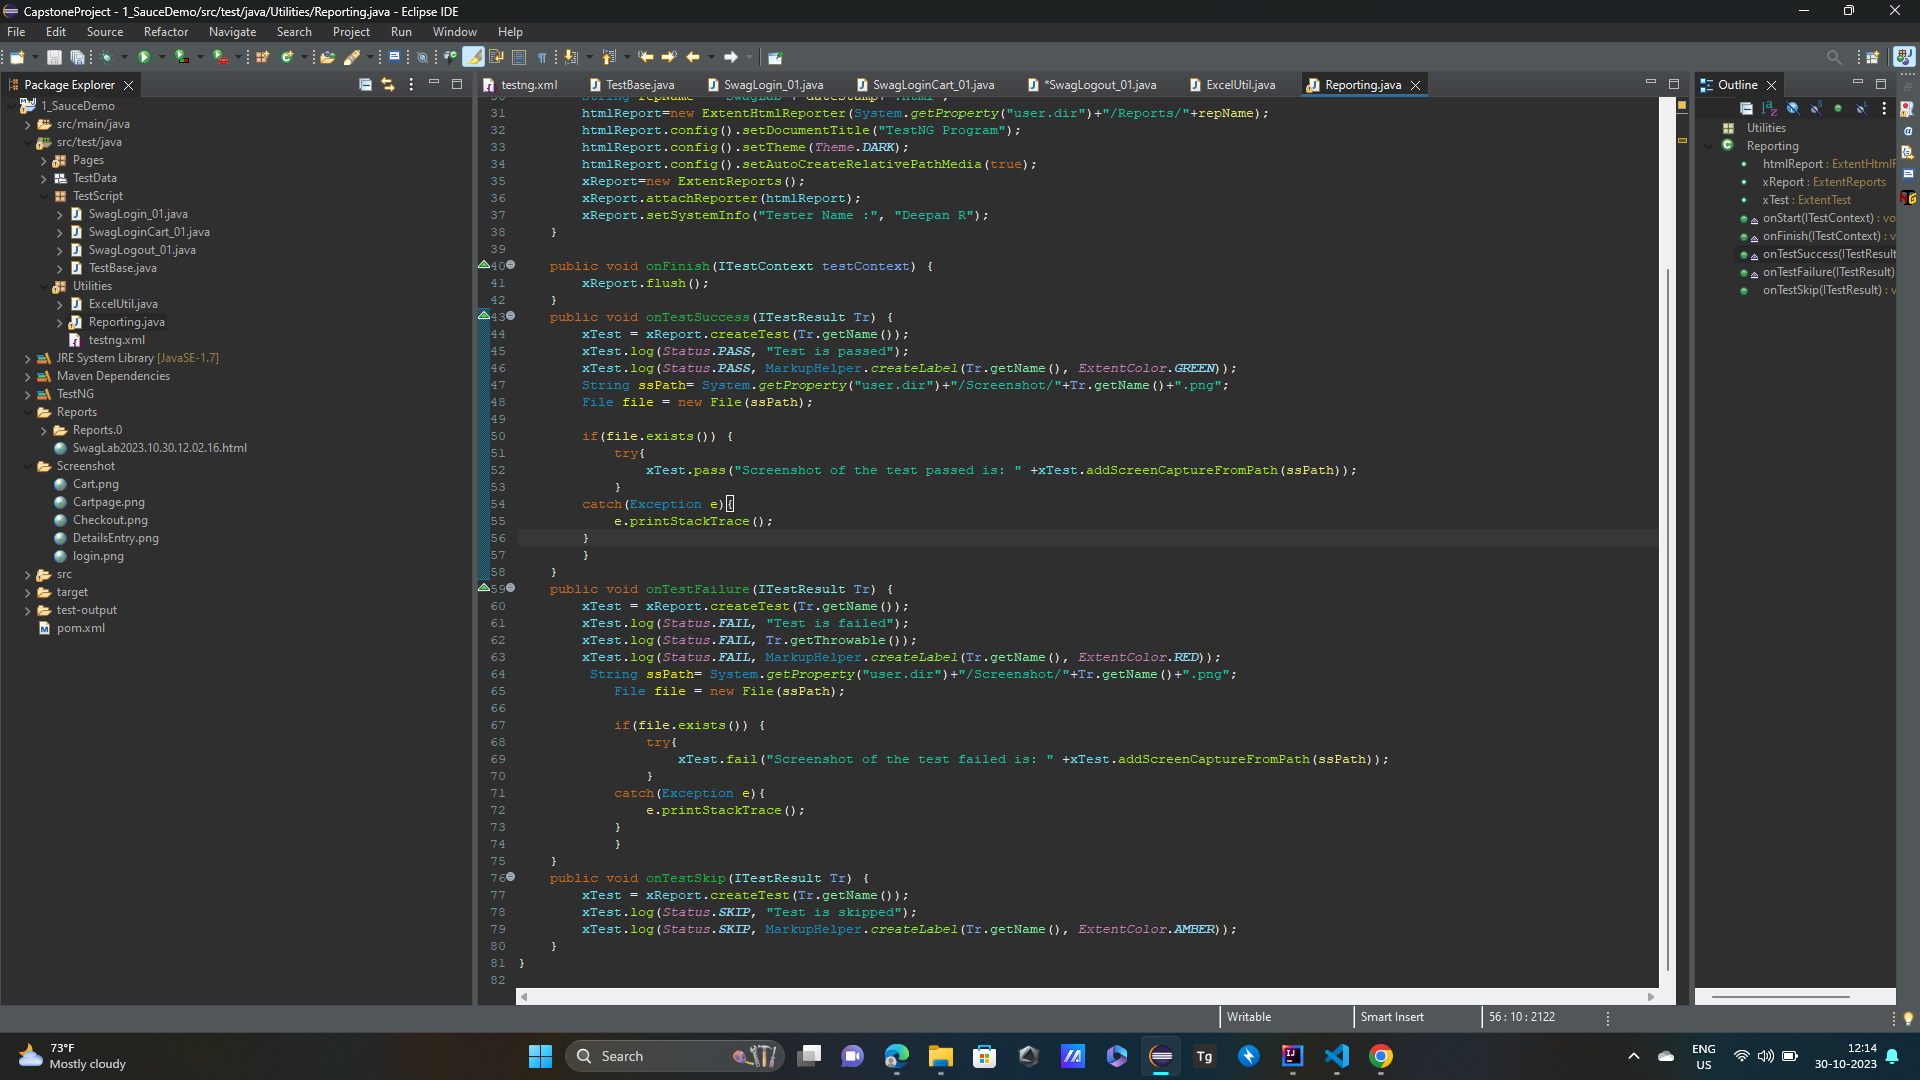 CapstoneProject - 1_SauceDemo/src/test/java/Utilities/Reporting.java - Eclipse IDE
File Edit Source Refactor Navigate Search Project Run Window Help
Package Explorer
1_SauceDemo
src/main/java
src/test/java
Pages
TestData
TestScript
SwagLogin_01.java
SwagLoginCart_01.java
SwagLogout_01.java
TestBase.java
Utilities
ExcelUtil.java
Reporting.java
testng.xml
JRE System Library [JavaSE-1.7]
Maven Dependencies
TestNG
Reports
Reports.0
SwagLab2023.10.30.12.02.16.html
Screenshot
Cart.png
Cartpage.png
Checkout.png
DetailsEntry.png
login.png
src
target
test-output
pom.xml
testng.xml TestBase.java SwagLogin_01.java SwagLoginCart_01.java *SwagLogout_01.java ExcelUtil.java Reporting.java
31 htmlReport=new ExtentHtmlReporter(System.getProperty("user.dir")+"/Reports/"+repName);
32 htmlReport.config().setDocumentTitle("TestNG Program");
33 htmlReport.config().setTheme(Theme.DARK);
34 htmlReport.config().setAutoCreateRelativePathMedia(true);
35 xReport=new ExtentReports();
36 xReport.attachReporter(htmlReport);
37 xReport.setSystemInfo("Tester Name :", "Deepan R");
38 }
39
40 public void onFinish(ITestContext testContext) {
41 xReport.flush();
42 }
43 public void onTestSuccess(ITestResult Tr) {
44 xTest = xReport.createTest(Tr.getName());
45 xTest.log(Status.PASS, "Test is passed");
46 xTest.log(Status.PASS, MarkupHelper.createLabel(Tr.getName(), ExtentColor.GREEN));
47 String ssPath= System.getProperty("user.dir")+"/Screenshot/"+Tr.getName()+".png";
48 File file = new File(ssPath);
49
50 if(file.exists()) {
51 try{
52 xTest.pass("Screenshot of the test passed is: " +xTest.addScreenCaptureFromPath(ssPath));
53 }
54 catch(Exception e){
55 e.printStackTrace();
56 }
57 }
58 }
59 public void onTestFailure(ITestResult Tr) {
60 xTest = xReport.createTest(Tr.getName());
61 xTest.log(Status.FAIL, "Test is failed");
62 xTest.log(Status.FAIL, Tr.getThrowable());
63 xTest.log(Status.FAIL, MarkupHelper.createLabel(Tr.getName(), ExtentColor.RED));
64 String ssPath= System.getProperty("user.dir")+"/Screenshot/"+Tr.getName()+".png";
65 File file = new File(ssPath);
66
67 if(file.exists()) {
68 try{
69 xTest.fail("Screenshot of the test failed is: " +xTest.addScreenCaptureFromPath(ssPath));
70 }
71 catch(Exception e){
72 e.printStackTrace();
73 }
74 }
75 }
76 public void onTestSkip(ITestResult Tr) {
77 xTest = xReport.createTest(Tr.getName());
78 xTest.log(Status.SKIP, "Test is skipped");
79 xTest.log(Status.SKIP, MarkupHelper.createLabel(Tr.getName(), ExtentColor.AMBER));
80 }
81 }
82
Outline
Utilities
Reporting
htmlReport : ExtentHtmlR
xReport : ExtentReports
xTest : ExtentTest
onStart(ITestContext) : vo
onFinish(ITestContext) : v
onTestSuccess(ITestResult
onTestFailure(ITestResult)
onTestSkip(ITestResult) : v
Writable Smart Insert 56 : 10 : 2122
73°F
Mostly cloudy
Search
Tg
ENG
US
12:14
30-10-2023